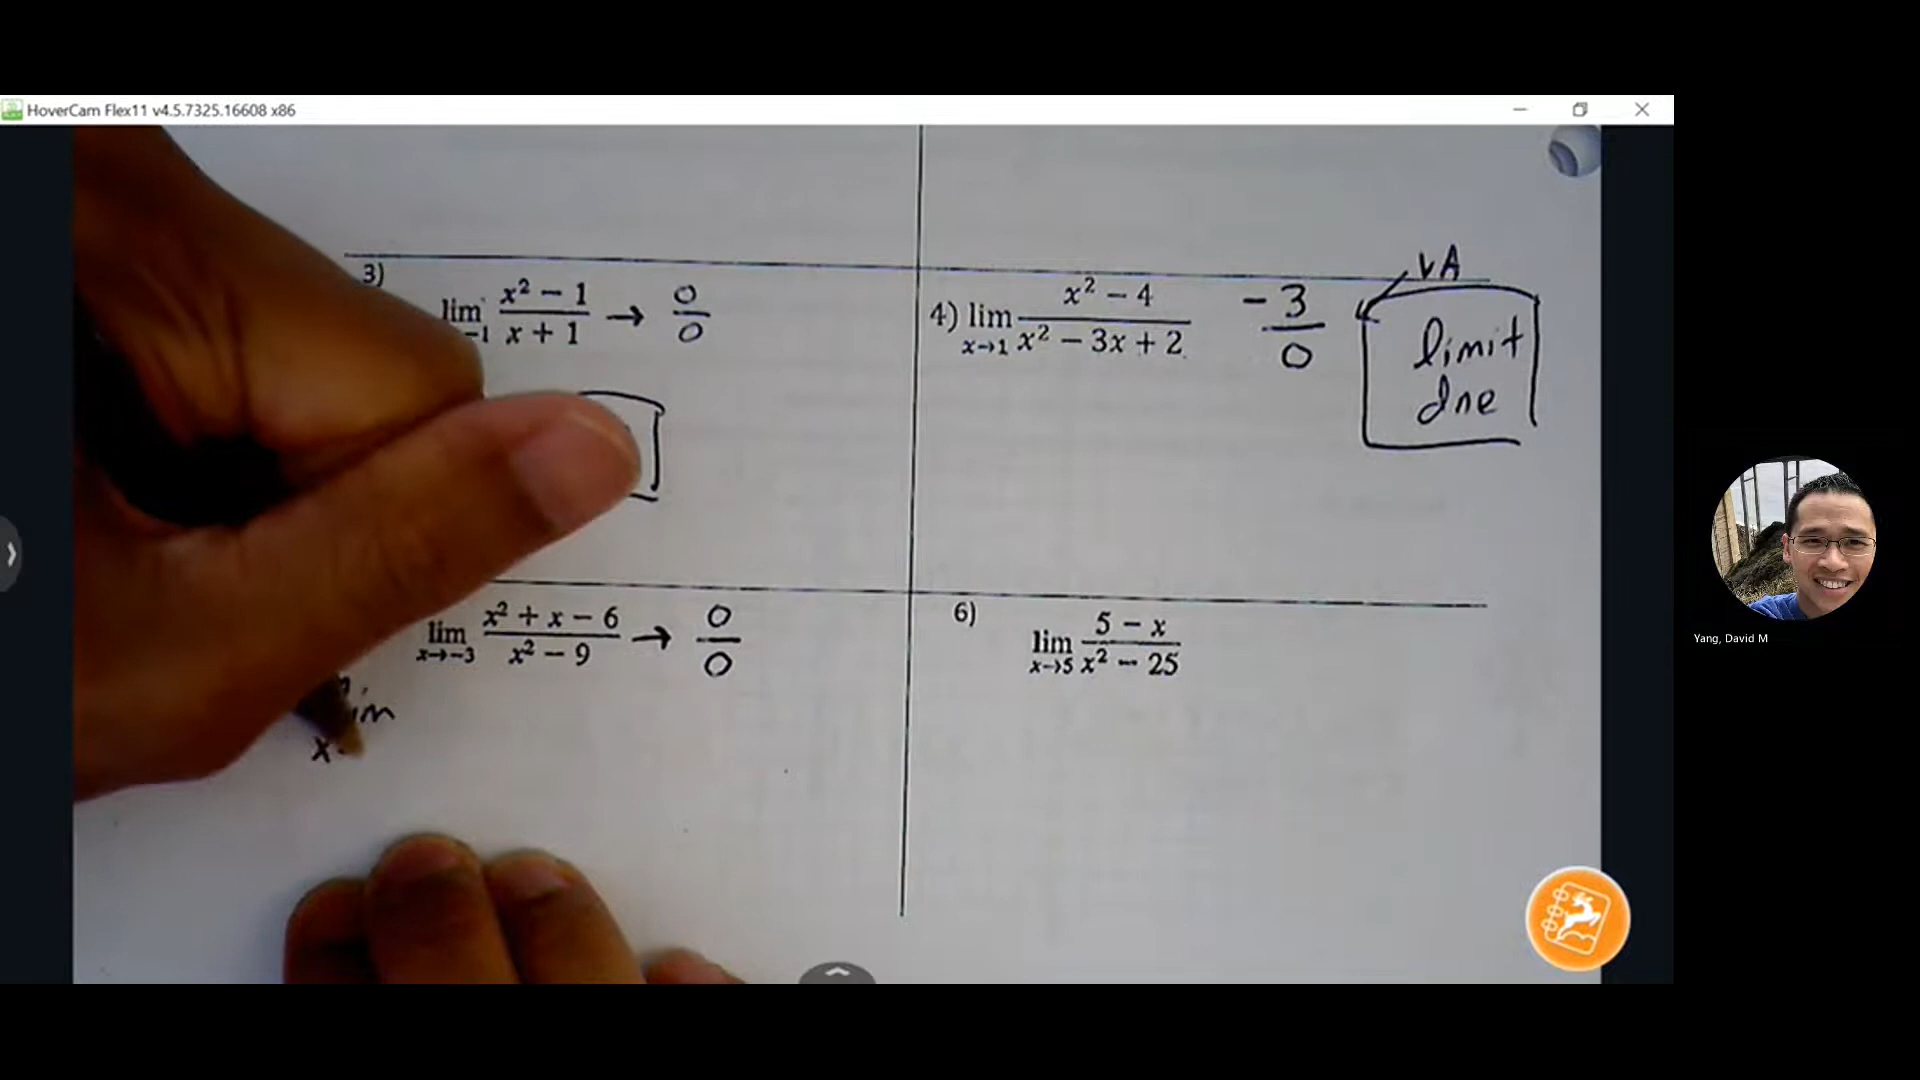 HoverCam Flex11 v4.5.7325.16608 x86
3)
lim x² − 1 / x + 1 → 0/0
−1
4) lim x→1 x² − 4 / x² − 3x + 2 −3/0
VA
limit
dne
lim x→−3 x² + x − 6 / x² − 9 → 0/0
6)
lim x→5 5 − x / x² − 25
x
Yang, David M